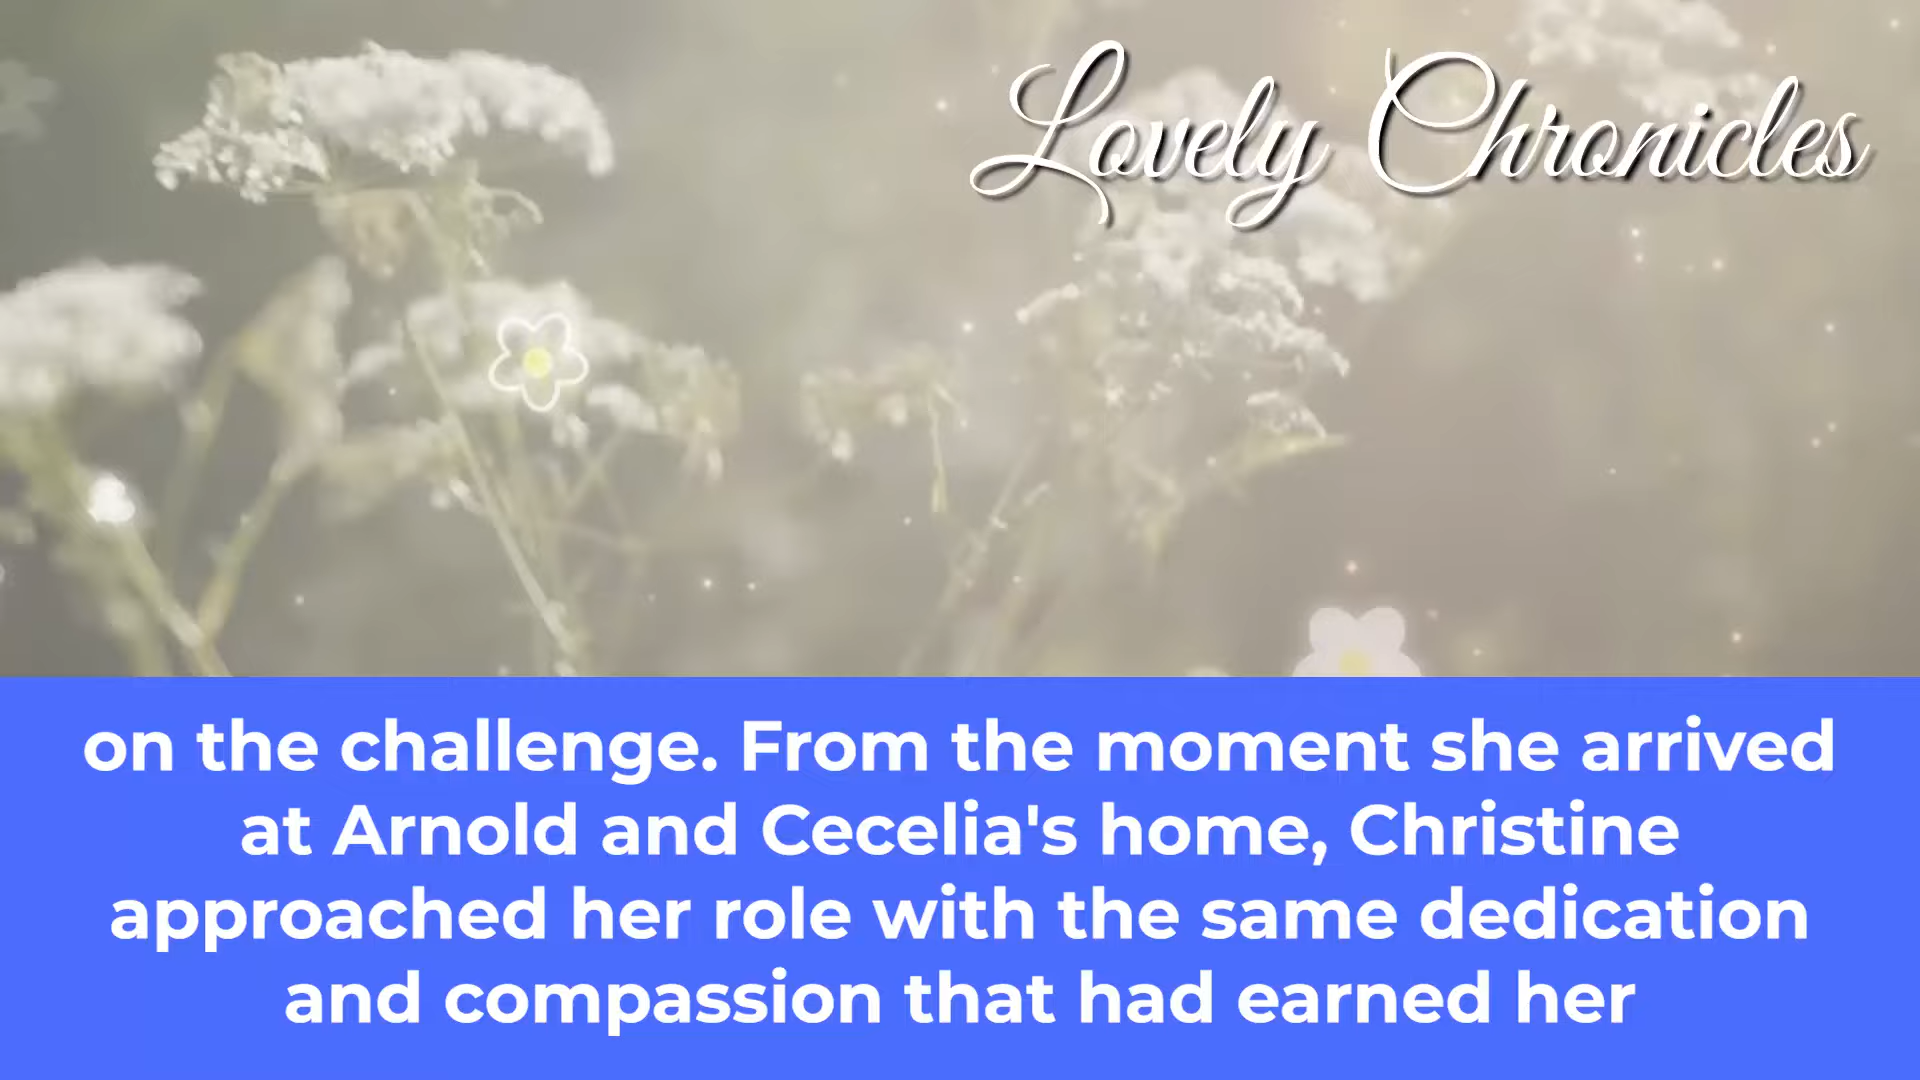 Lovely Chronicles
on the challenge. From the moment she arrived
at Arnold and Cecelia's home, Christine
approached her role with the same dedication
and compassion that had earned her